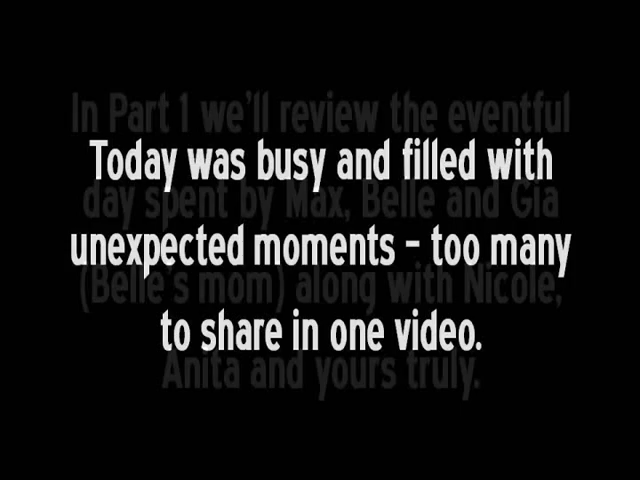 In Part 1 we'll review the eventful
Today was busy and filled with
day spent by Max, Belle and Gia
unexpected moments – too many
(Belle's mom) along with Nicole,
to share in one video.
Anita and yours truly.